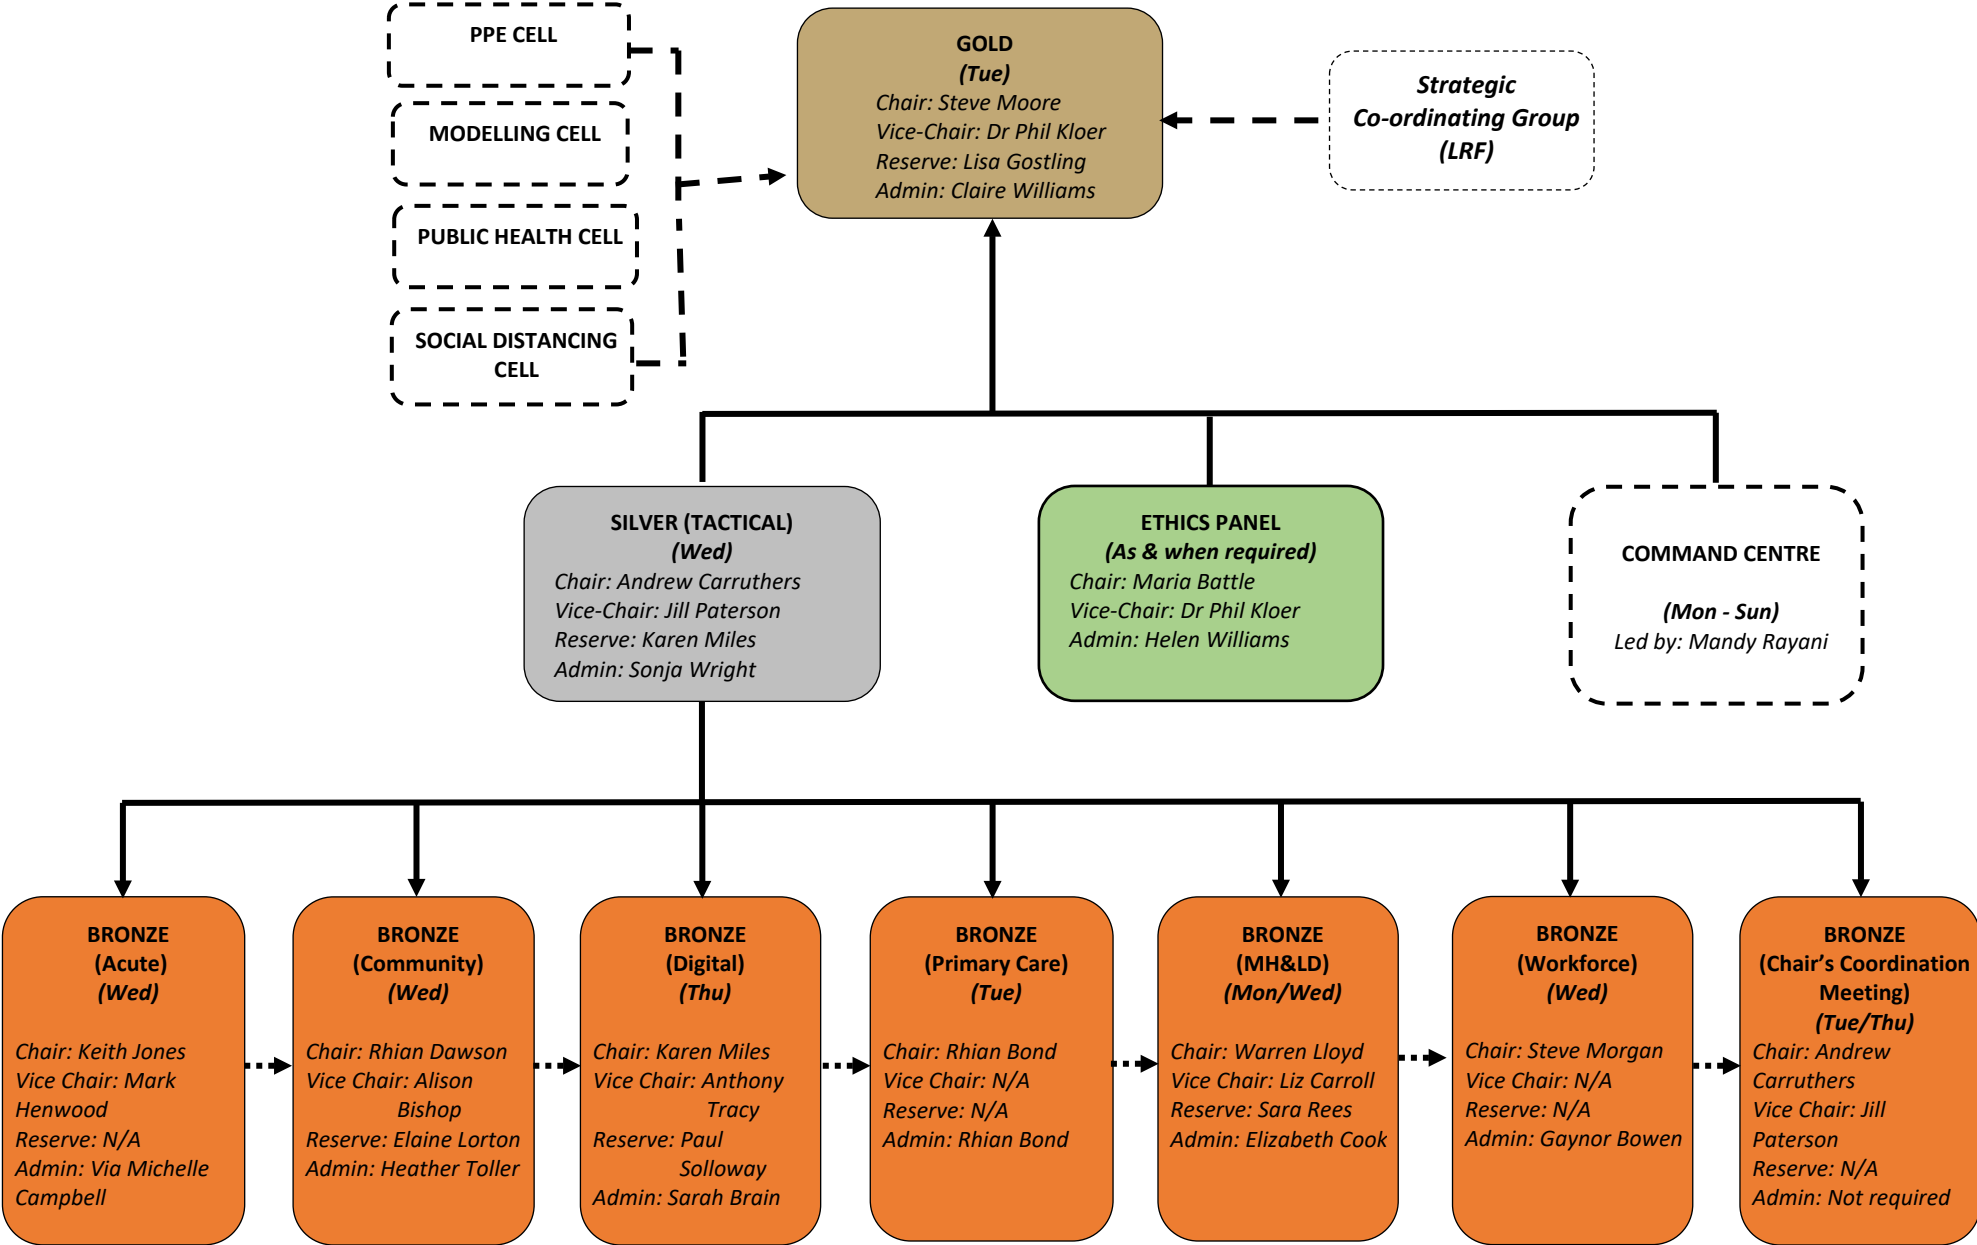 PPE CELL
MODELLING CELL
PUBLIC HEALTH CELL
SOCIAL DISTANCING
CELL
GOLD
(Tue)
Chair: Steve Moore
Vice-Chair: Dr Phil Kloer
Reserve: Lisa Gostling
Admin: Claire Williams
Strategic
Co-ordinating Group
(LRF)
SILVER (TACTICAL)
(Wed)
Chair: Andrew Carruthers
Vice-Chair: Jill Paterson
Reserve: Karen Miles
Admin: Sonja Wright
ETHICS PANEL
(As & when required)
Chair: Maria Battle
Vice-Chair: Dr Phil Kloer
Admin: Helen Williams
COMMAND CENTRE
(Mon - Sun)
Led by: Mandy Rayani
BRONZE
(Acute)
(Wed)
Chair: Keith Jones
Vice Chair: Mark
Henwood
Reserve: N/A
Admin: Via Michelle
Campbell
BRONZE
(Community)
(Wed)
Chair: Rhian Dawson
Vice Chair: Alison
Bishop
Reserve: Elaine Lorton
Admin: Heather Toller
BRONZE
(Digital)
(Thu)
Chair: Karen Miles
Vice Chair: Anthony
Tracy
Reserve: Paul
Solloway
Admin: Sarah Brain
BRONZE
(Primary Care)
(Tue)
Chair: Rhian Bond
Vice Chair: N/A
Reserve: N/A
Admin: Rhian Bond
BRONZE
(MH&LD)
(Mon/Wed)
Chair: Warren Lloyd
Vice Chair: Liz Carroll
Reserve: Sara Rees
Admin: Elizabeth Cook
BRONZE
(Workforce)
(Wed)
Chair: Steve Morgan
Vice Chair: N/A
Reserve: N/A
Admin: Gaynor Bowen
BRONZE
(Chair’s Coordination
Meeting)
(Tue/Thu)
Chair: Andrew
Carruthers
Vice Chair: Jill
Paterson
Reserve: N/A
Admin: Not required